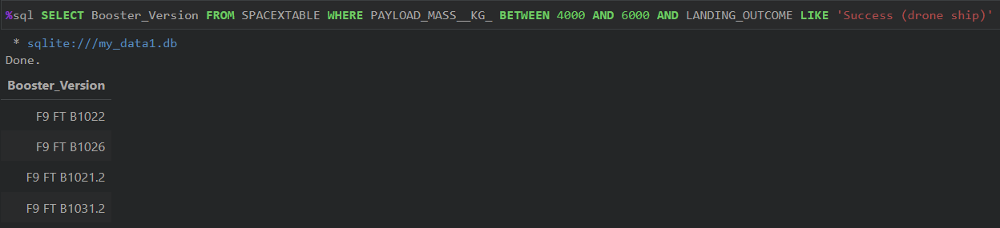 %sql SELECT Booster_Version FROM SPACEXTABLE WHERE PAYLOAD_MASS__KG_ BETWEEN 4000 AND 6000 AND LANDING_OUTCOME LIKE 'Success (drone ship)'
* sqlite:///my_data1.db
Done.
Booster_Version
F9 FT B1022
F9 FT B1026
F9 FT B1021.2
F9 FT B1031.2